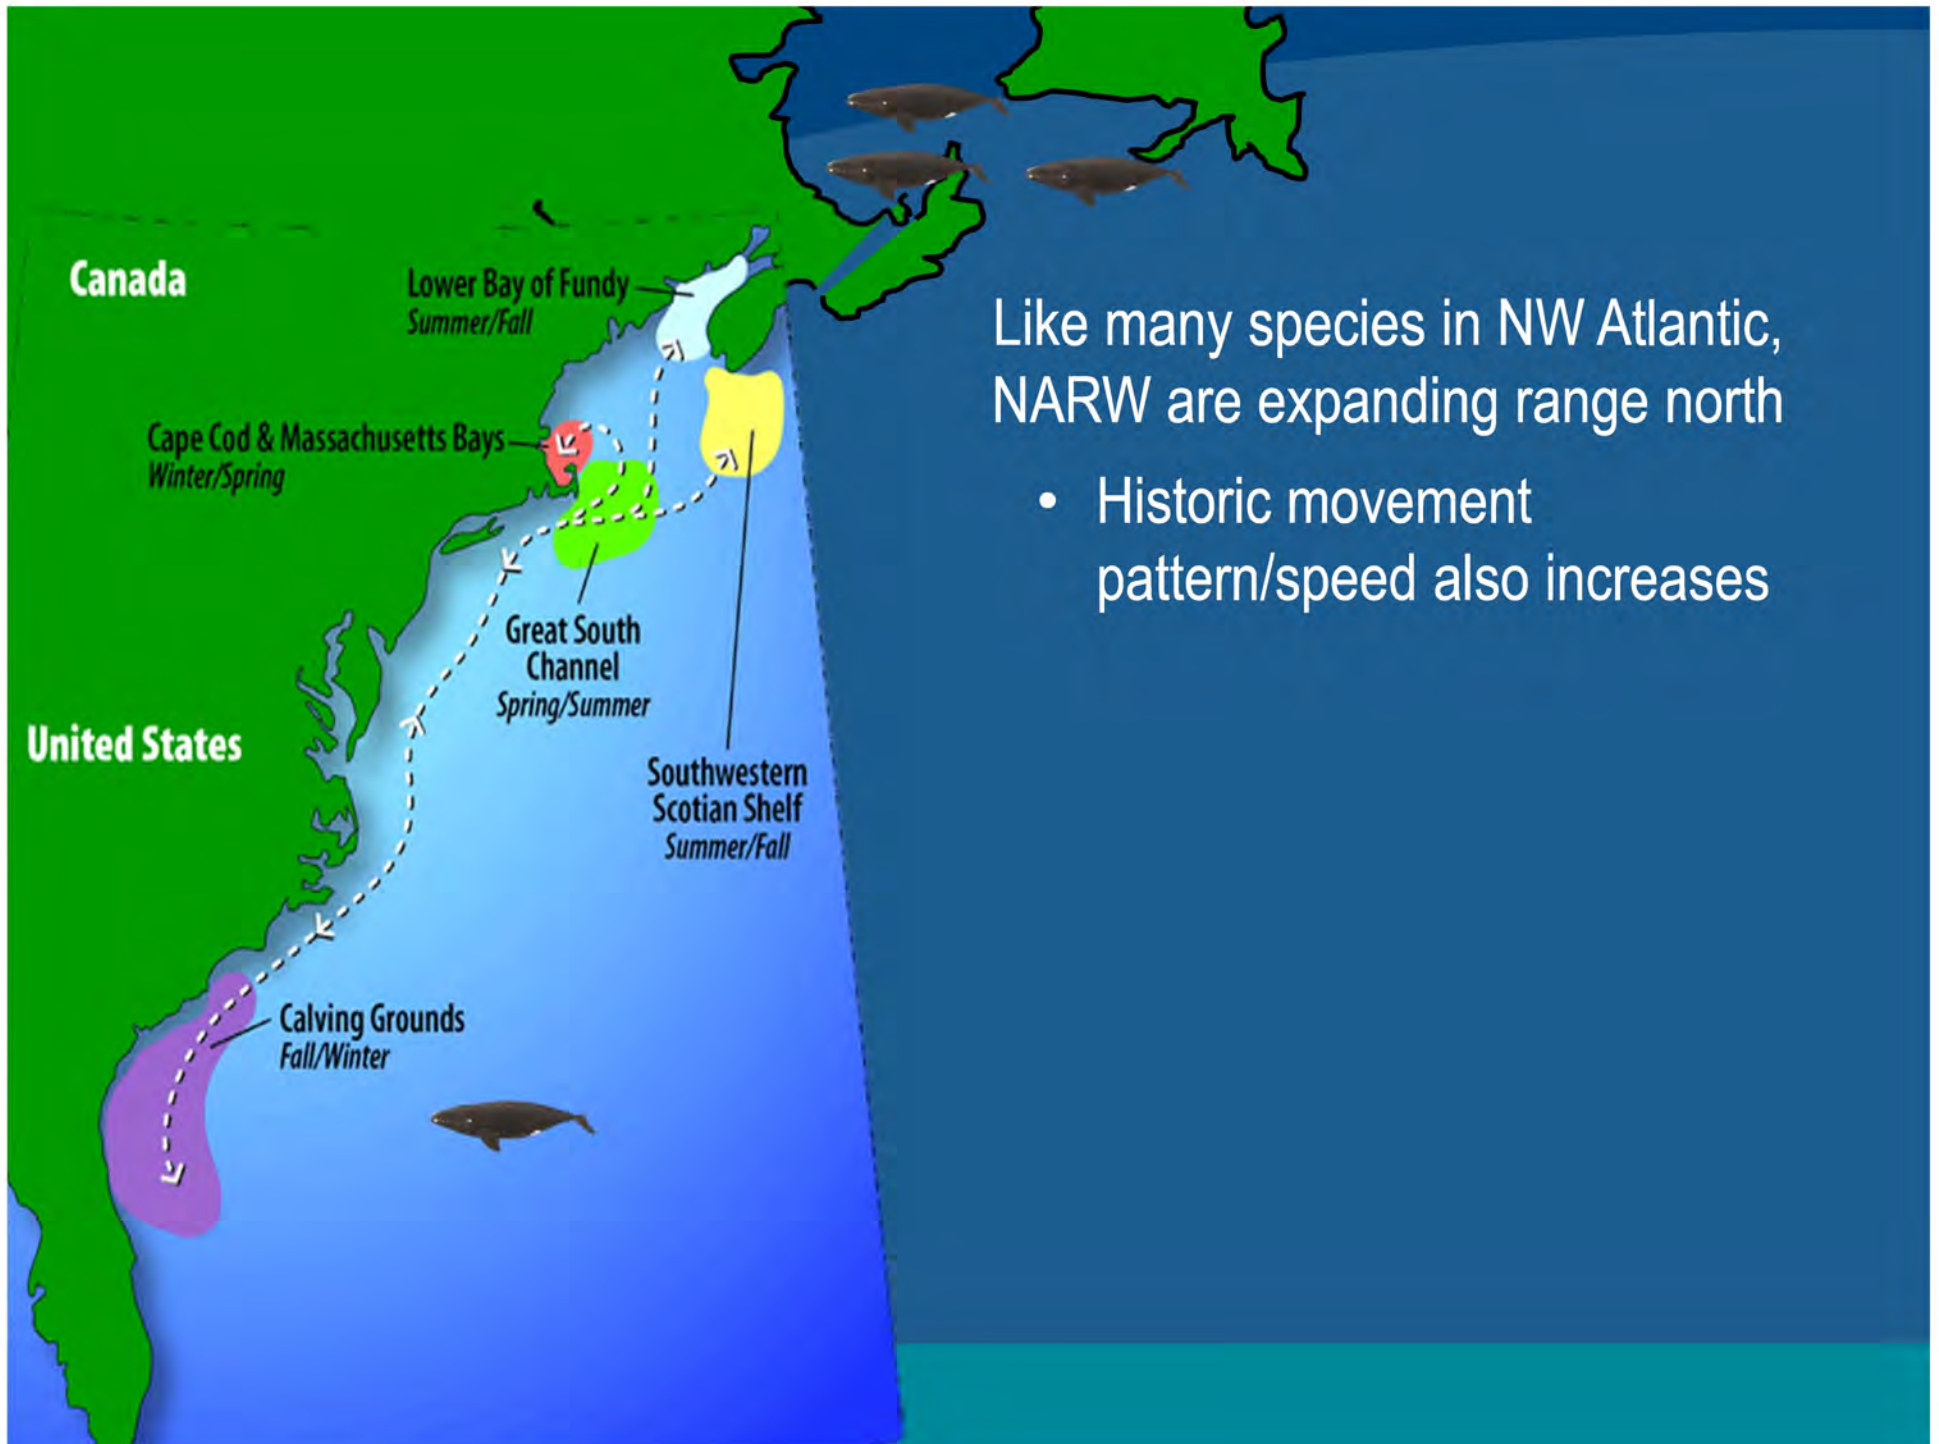 Canada
Lower Bay of Fundy
Summer/Fall
Cape Cod & Massachusetts Bays
Winter/Spring
Great South
Channel
Spring/Summer
United States
Southwestern
Scotian Shelf
Summer/Fall
Calving Grounds
Fall/Winter
Like many species in NW Atlantic,
NARW are expanding range north
• Historic movement
pattern/speed also increases